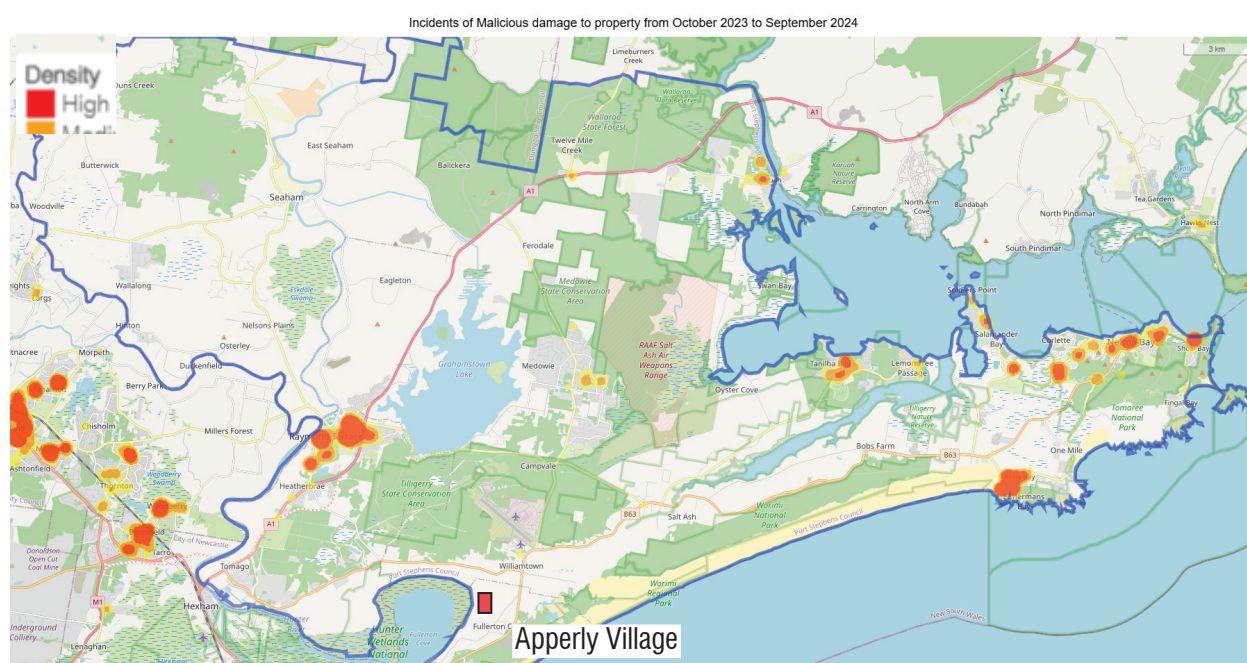 Incidents of Malicious damage to property from October 2023 to September 2024
Density
High
3 km
Limeburners
Creek
Duns Creek
Wallaroo
State Forest
A1
East Seaham
Twelve Mile
Creek
Butterwick
Balickera
Karuah
Nature
Reserve
A1
Woodville
Seaham
Carrington
North Arm
Cove
Bundabah
North Pindimar
Tea Gardens
South Pindimar
Ferodale
Wallalong
Eskdale
Swamp
Eagleton
Medowie
State Conservation
Area
Swan Bay
Largs
Soldiers Point
Hinton
Nelsons Plains
RAAF Salt
Ash Air
Weapons
Range
Salamander
Bay
Corlette
Nelson Bay
Osterley
Morpeth
Duckenfield
Grahamstown
Lake
Medowie
Tanilba
Lemon Tree
Passage
Berry Park
Oyster Cove
Fingal Bay
Chisholm
Millers Forest
Tilligerry
Nature
Reserve
Tomaree
National
Park
Ashtonfield
Thornton
Woodberry
Swamp
Campvale
Bobs Farm
B63
One Mile
Heatherbrae
Tilligerry
State Conservation
Area
Worimi
National
Park
B63
Salt Ash
A1
City of Newcastle
Port Stephens Council
Donaldson
Open Cut
Coal Mine
Tarro
Tomago
Port Stephens Council
Williamtown
Worimi
Regional
Park
M1
Hexham
Hunter
River
Fullerton
Cove
Fullerton C
New South Wales
Underground
Colliery
Hunter
Wetlands
National
Apperly Village
Lenaghan
Hexham